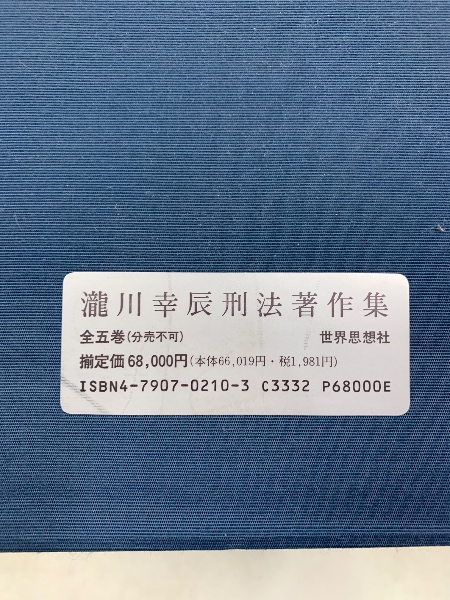 瀧川幸辰刑法著作集
全五巻(分売不可) 世界思想社
揃定価68,000円(本体66,019円・税1,981円)
ISBN4-7907-0210-3 C3332 P68000E